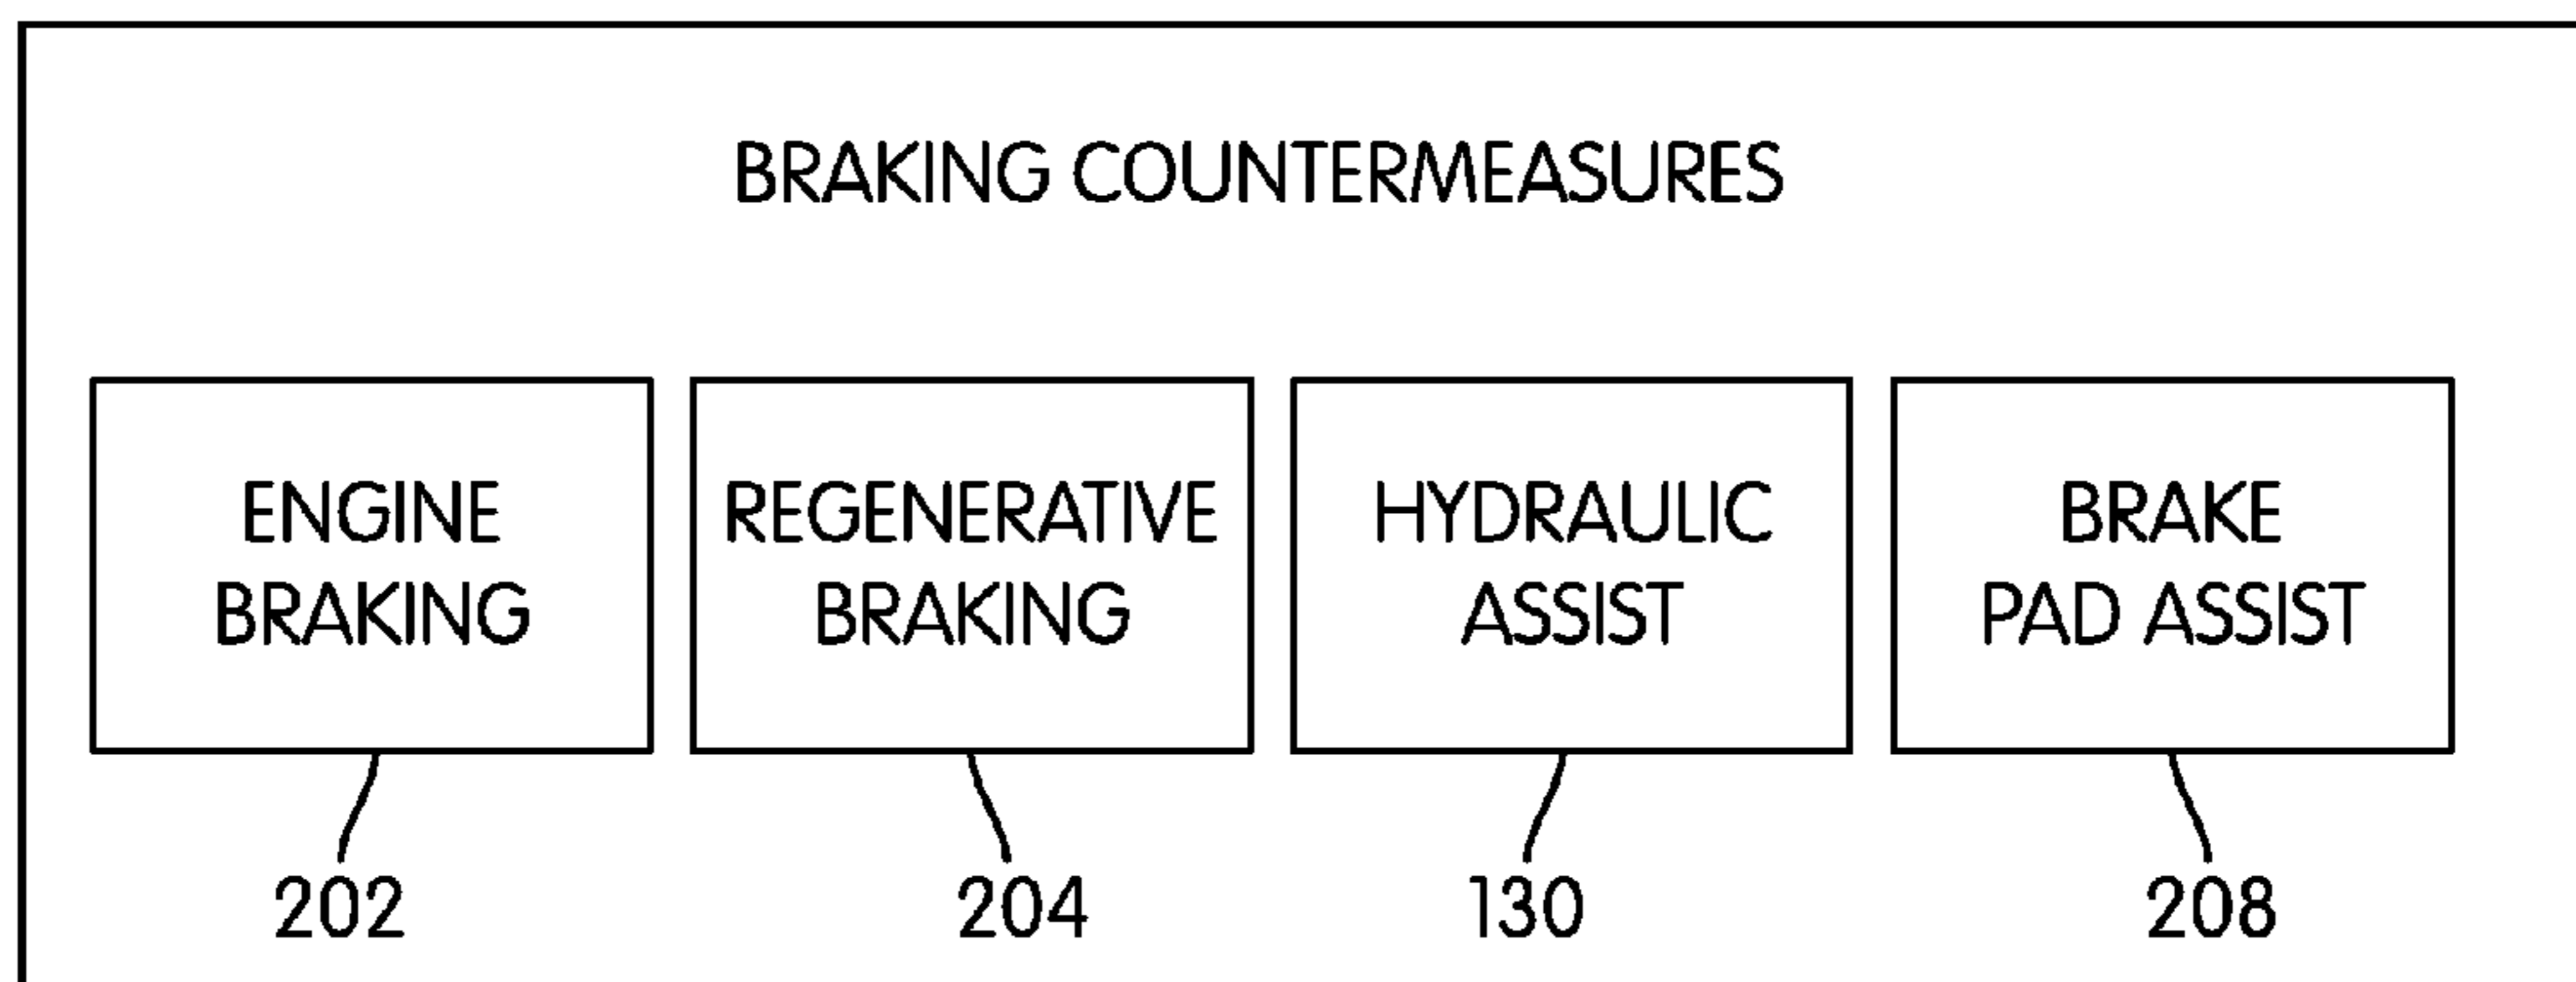 BRAKING COUNTERMEASURES
ENGINE
BRAKING
REGENERATIVE
BRAKING
HYDRAULIC
ASSIST
BRAKE
PAD ASSIST
202
204
130
208